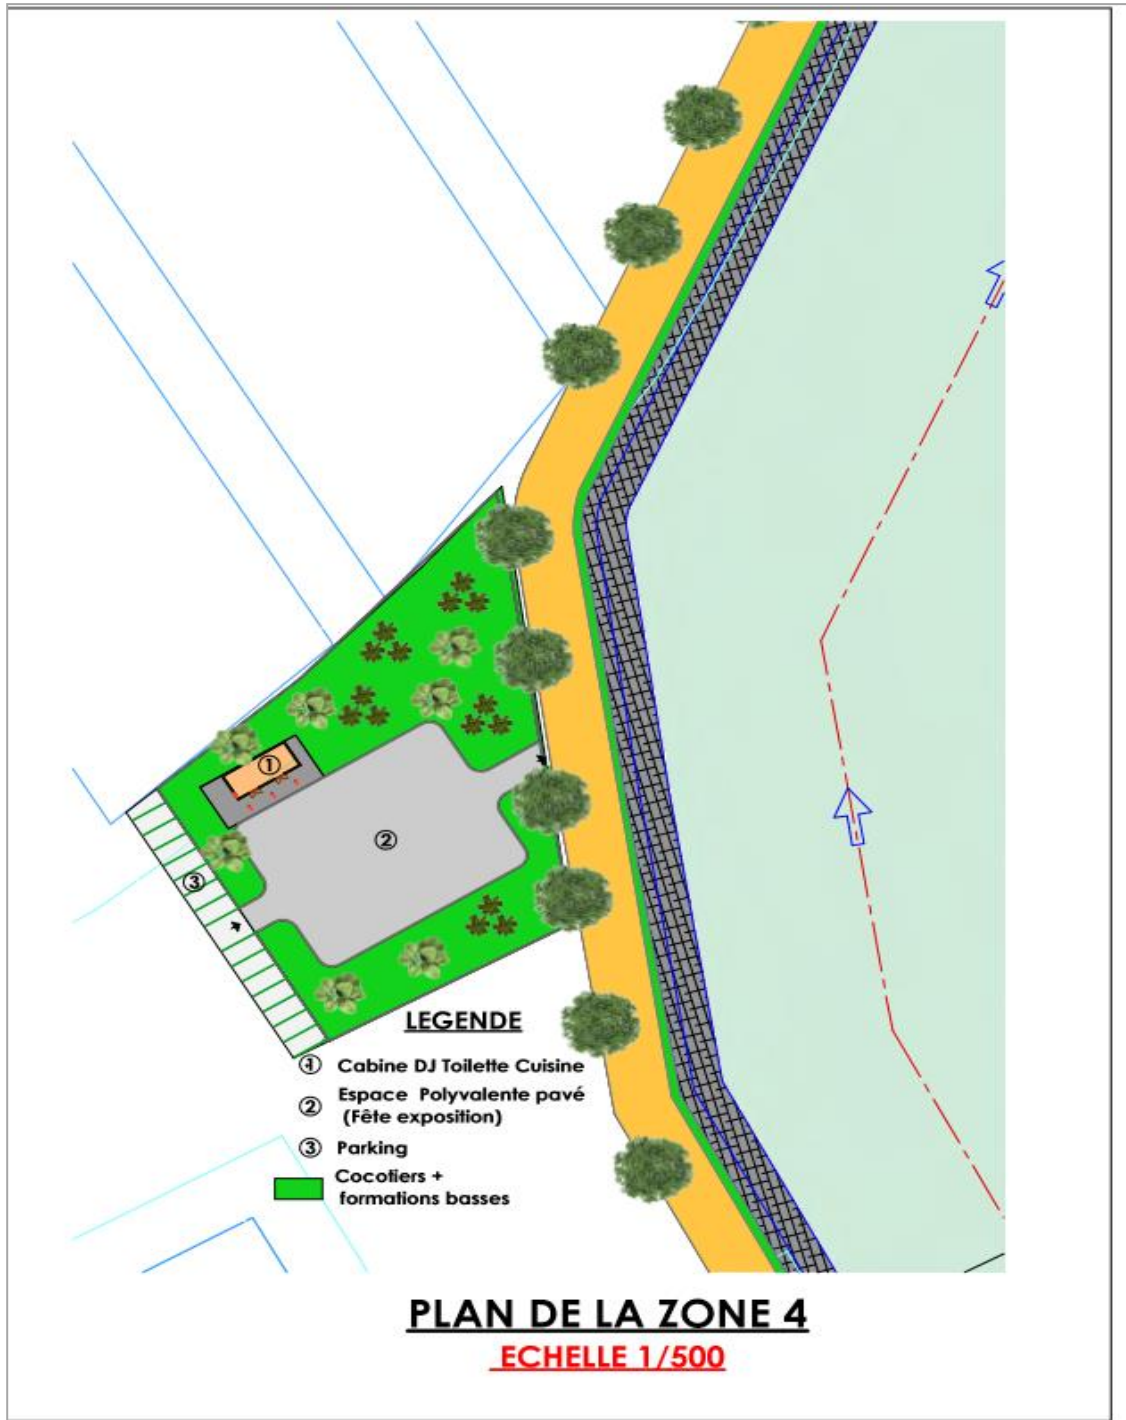 ①
②
③
LEGENDE
① Cabine DJ Toilette Cuisine
② Espace Polyvalente pavé
(Fête exposition)
③ Parking
Cocotiers +
formations basses
PLAN DE LA ZONE 4
ECHELLE 1/500